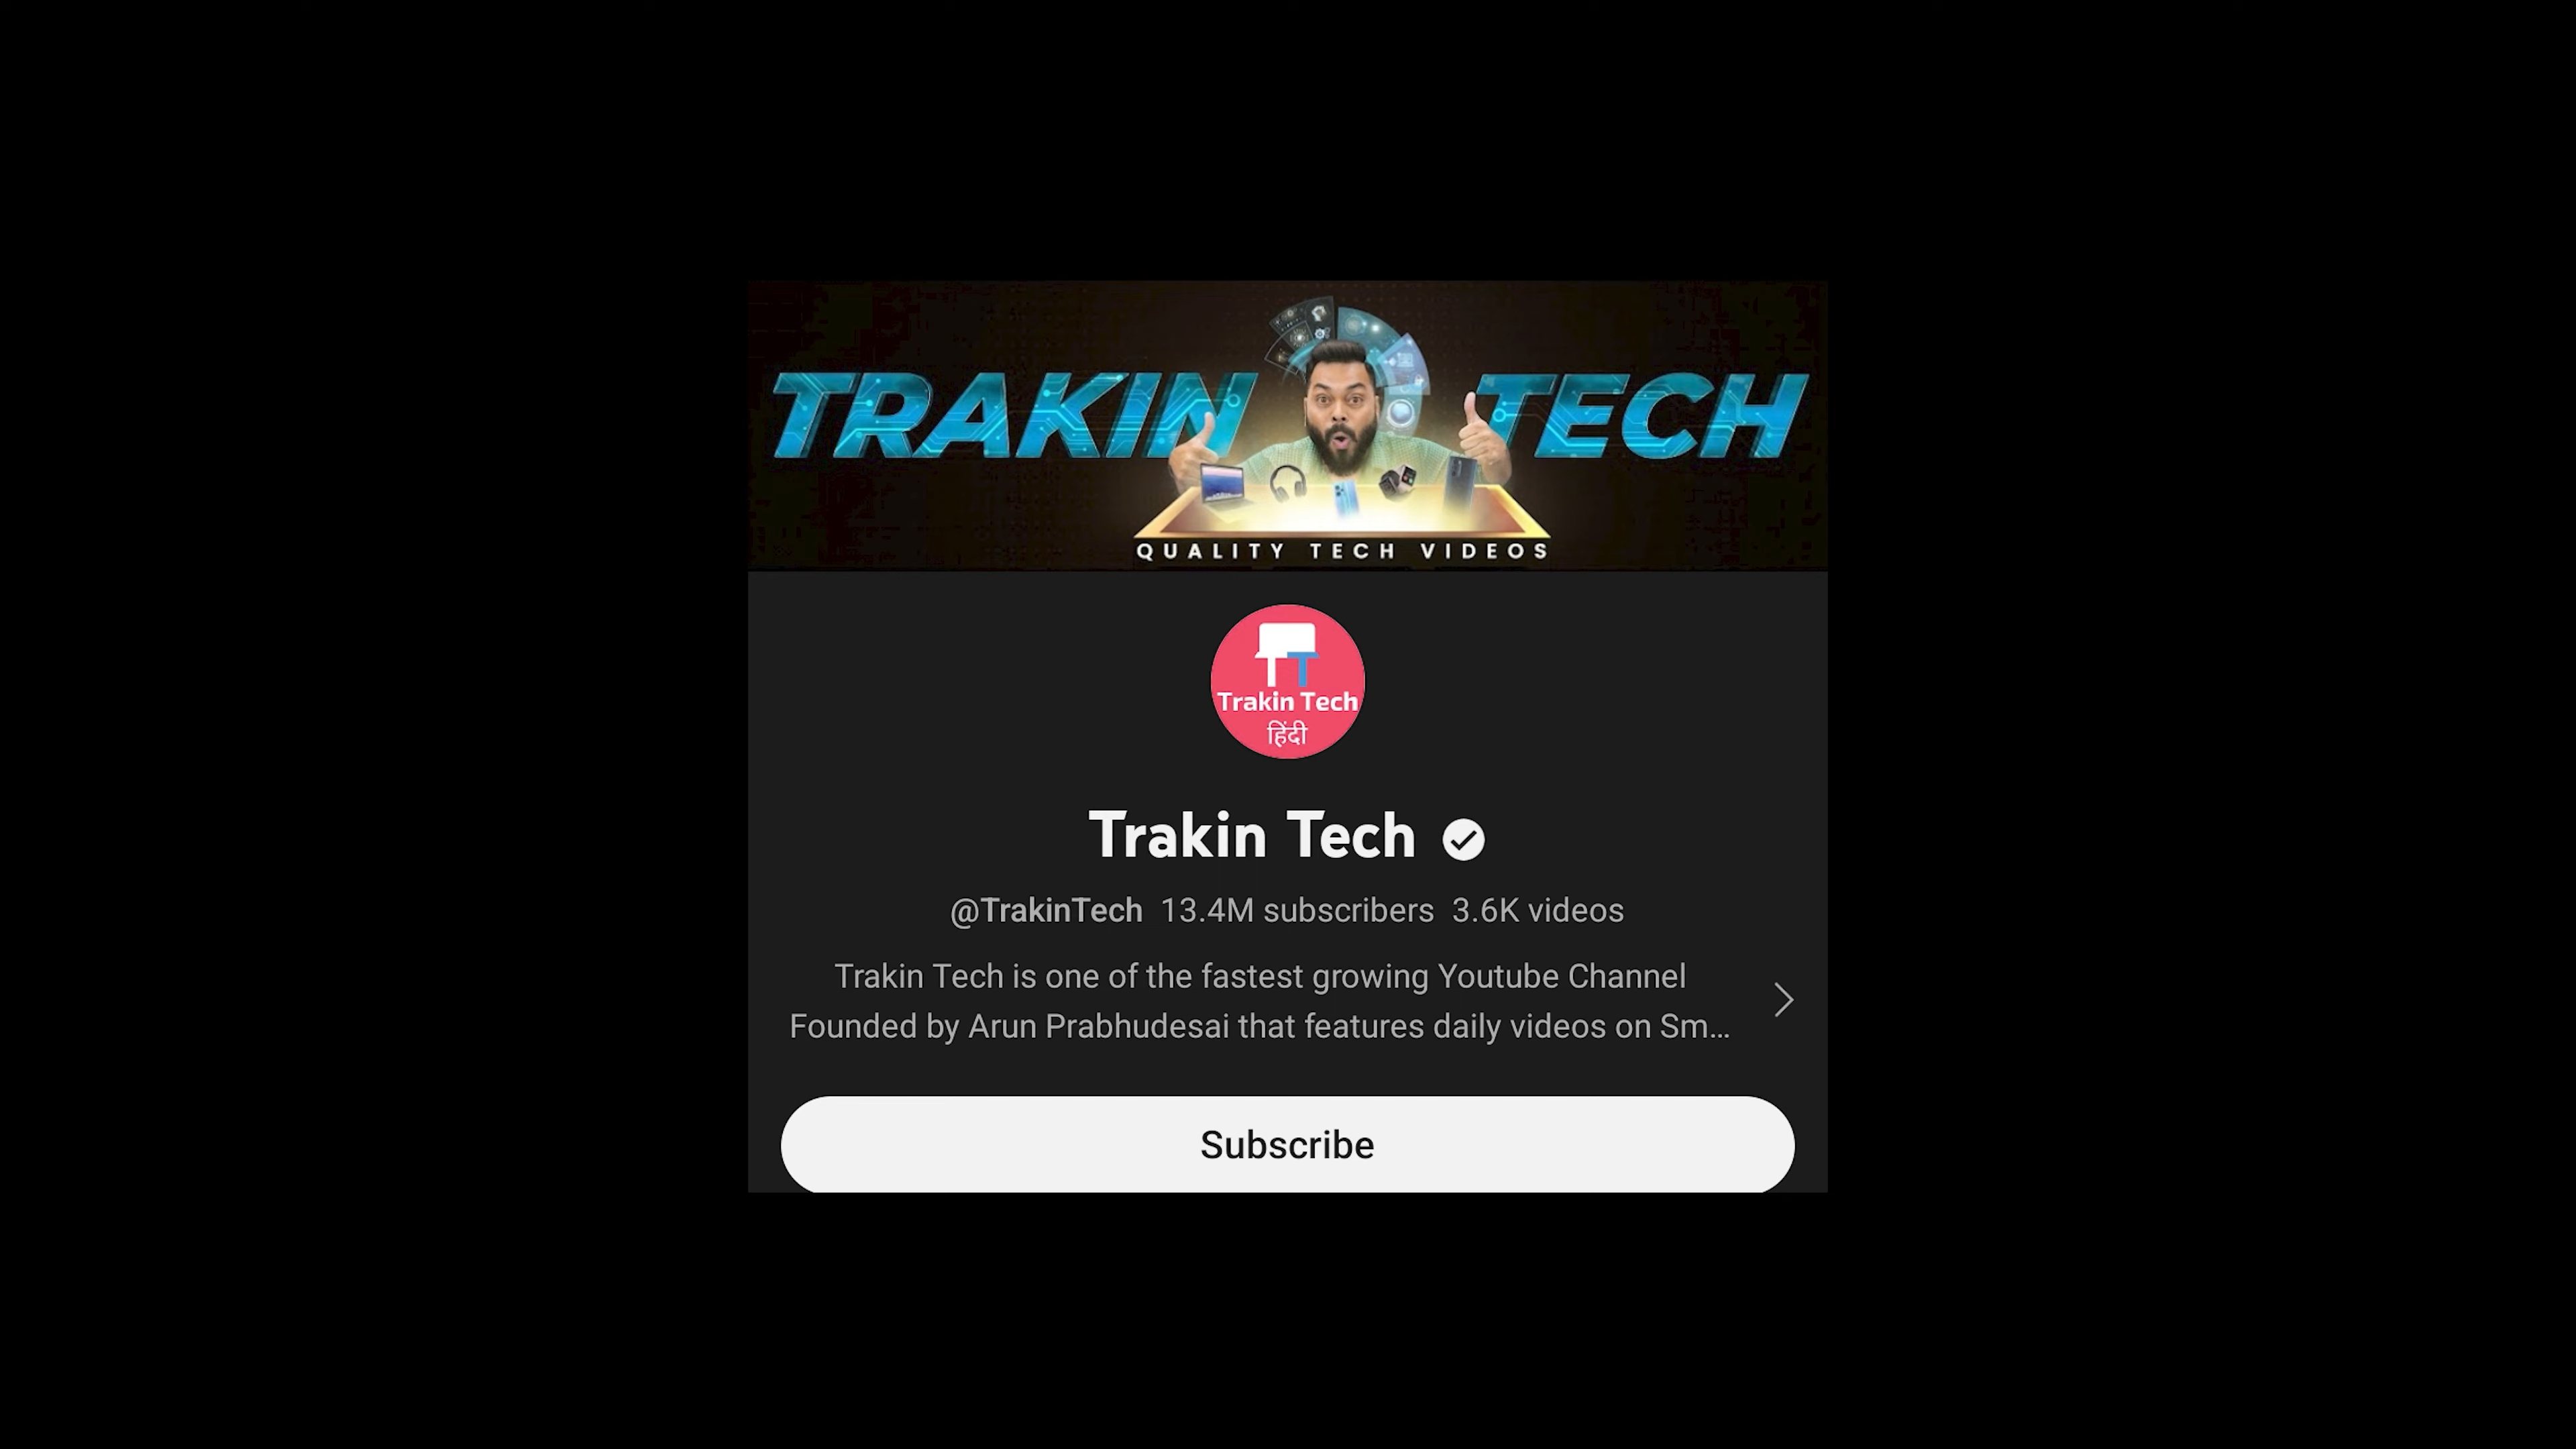 TRAKIN TECH
QUALITY TECH VIDEOS
Trakin Tech
हिंदी
Trakin Tech
@TrakinTech 13.4M subscribers 3.6K videos
Trakin Tech is one of the fastest growing Youtube Channel
Founded by Arun Prabhudesai that features daily videos on Sm...
Subscribe